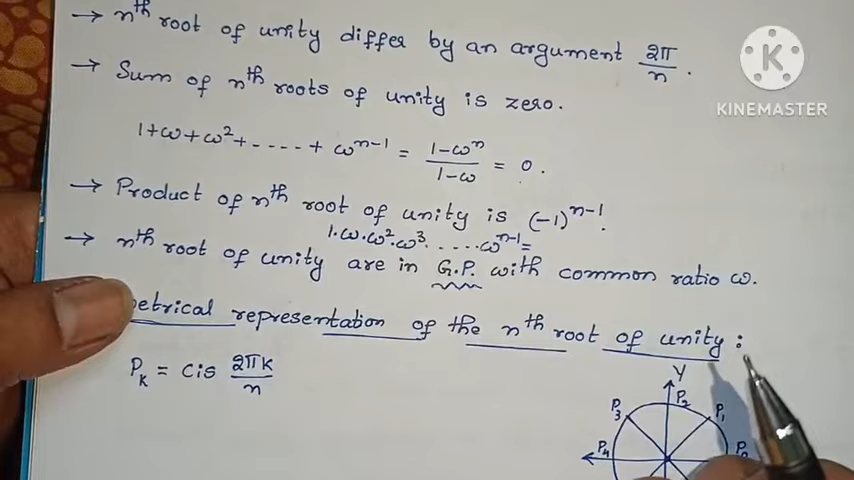 → nth root of unity differ by an argument 2π/n.
→ Sum of nth roots of unity is zero.
1+ω+ω²+-----+ ωⁿ⁻¹ = 1-ωⁿ/1-ω = 0.
→ Product of nth root of unity is (-1)ⁿ⁻¹.
1·ω·ω²·ω³·-----ωⁿ⁻¹=
→ nth root of unity are in G.P. with common ratio ω.
etrical representation of the nth root of unity :
Pₖ = cis 2πK/n
Y
P₃ P₂ P₁
P₄
K
KINEMASTER